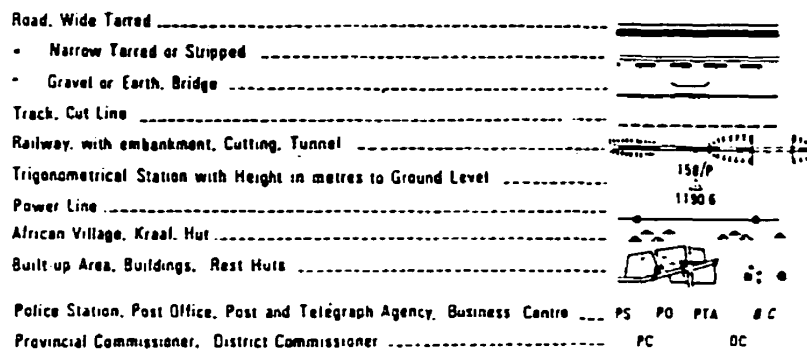 Road, Wide Tarred
- Narrow Tarred or Stripped
- Gravel or Earth, Bridge
Track, Cut Line
Railway, with embankment, Cutting, Tunnel
158/P
Trigonometrical Station with Height in metres to Ground Level
1190.6
Power Line
African Village, Kraal, Hut
Built-up Area, Buildings, Rest Huts
Police Station, Post Office, Post and Telegraph Agency, Business Centre PS PO PTA BC
Provincial Commissioner, District Commissioner PC DC